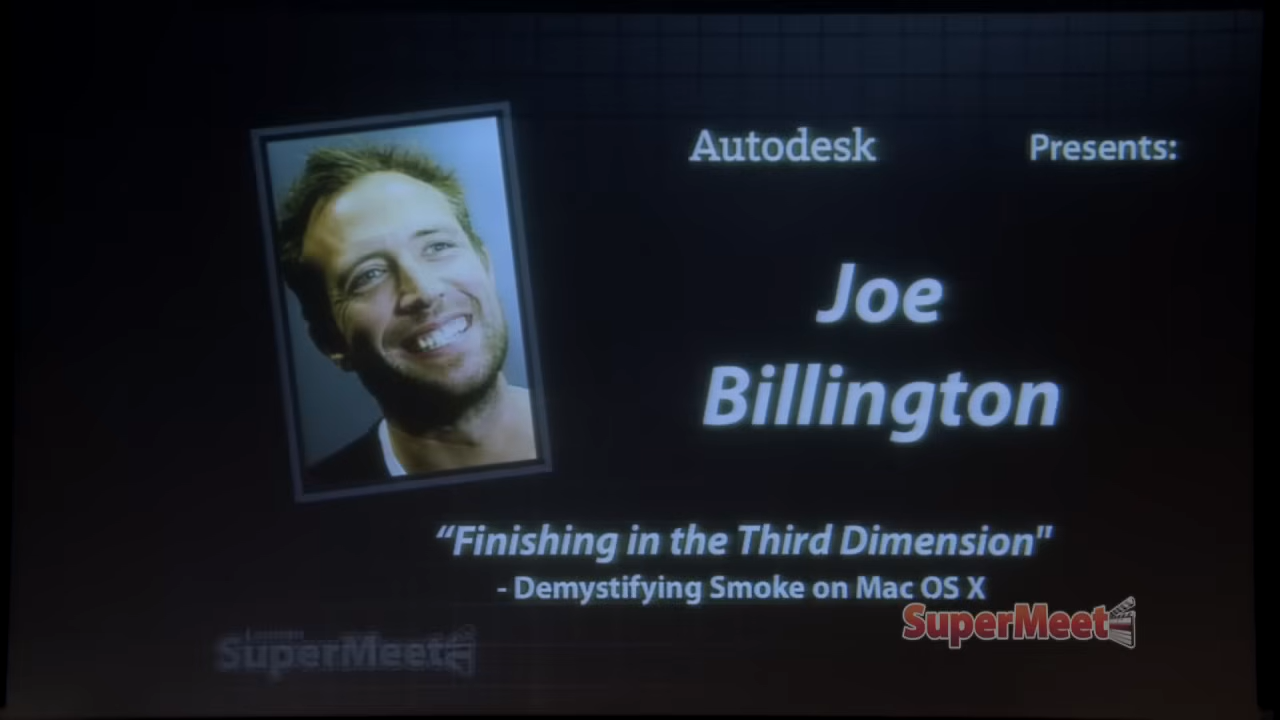 Autodesk Presents:
Joe
Billington
“Finishing in the Third Dimension"
- Demystifying Smoke on Mac OS X
SuperMeet
SuperMeet